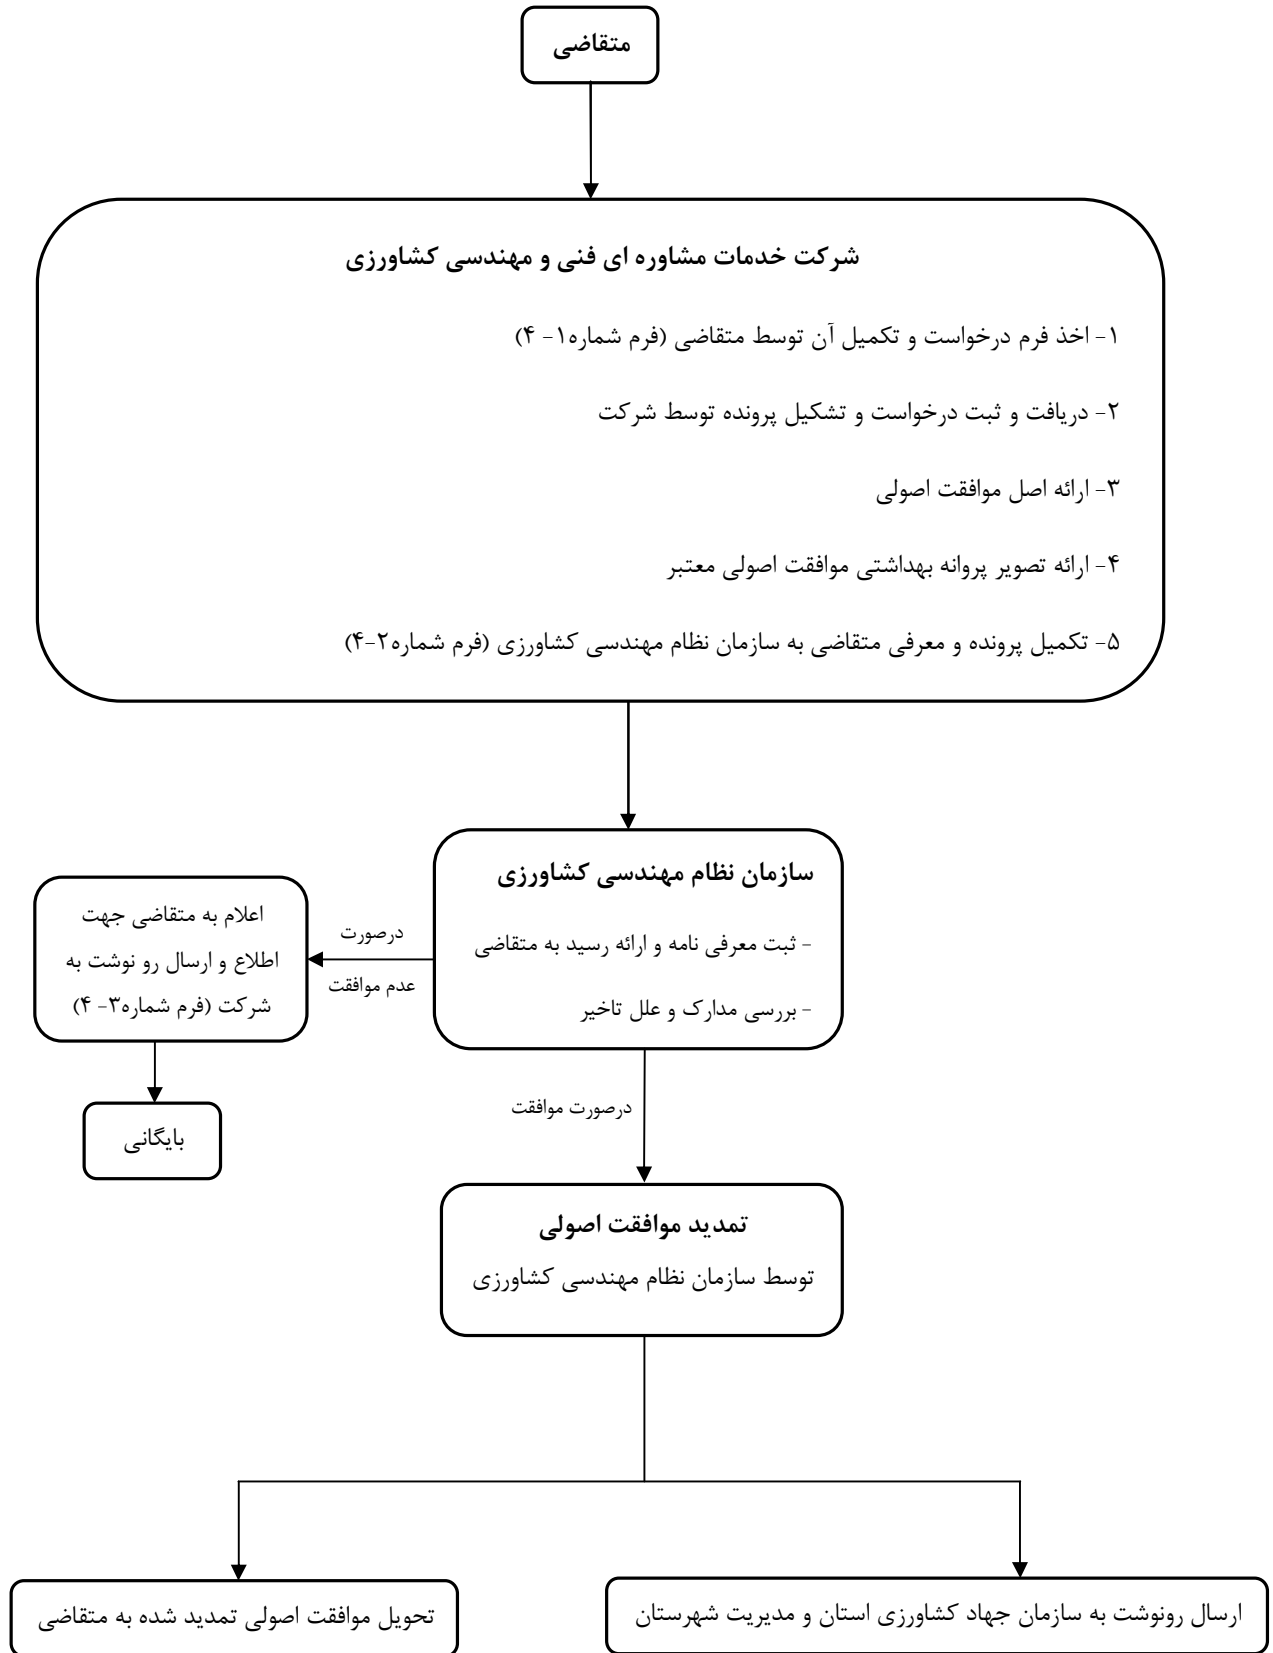 متقاضی
شرکت خدمات مشاوره ای فنی و مهندسی کشاورزی
۱- اخذ فرم درخواست و تکمیل آن توسط متقاضی (فرم شماره۱- ۴)
۲- دریافت و ثبت درخواست و تشکیل پرونده توسط شرکت
۳- ارائه اصل موافقت اصولی
۴- ارائه تصویر پروانه بهداشتی موافقت اصولی معتبر
۵- تکمیل پرونده و معرفی متقاضی به سازمان نظام مهندسی کشاورزی (فرم شماره۲-۴)
سازمان نظام مهندسی کشاورزی
- ثبت معرفی نامه و ارائه رسید به متقاضی
- بررسی مدارک و علل تاخیر
درصورت
عدم موافقت
اعلام به متقاضی جهت
اطلاع و ارسال رو نوشت به
شرکت (فرم شماره۳- ۴)
بایگانی
درصورت موافقت
تمدید موافقت اصولی
توسط سازمان نظام مهندسی کشاورزی
ارسال رونوشت به سازمان جهاد کشاورزی استان و مدیریت شهرستان
تحویل موافقت اصولی تمدید شده به متقاضی